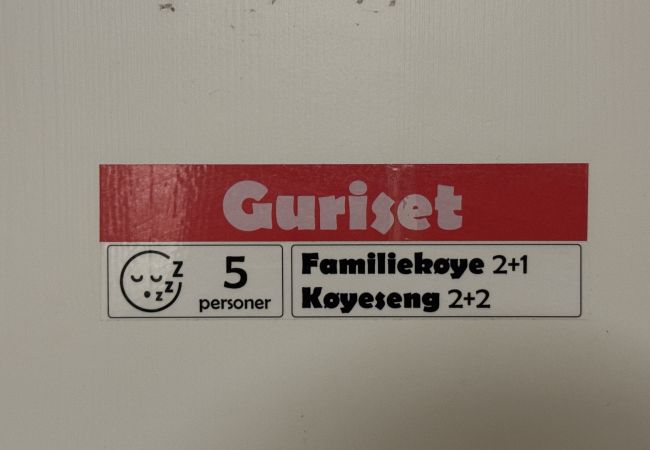 Guriset
z
z
z
5
personer
Familiekøye 2+1
Køyeseng 2+2